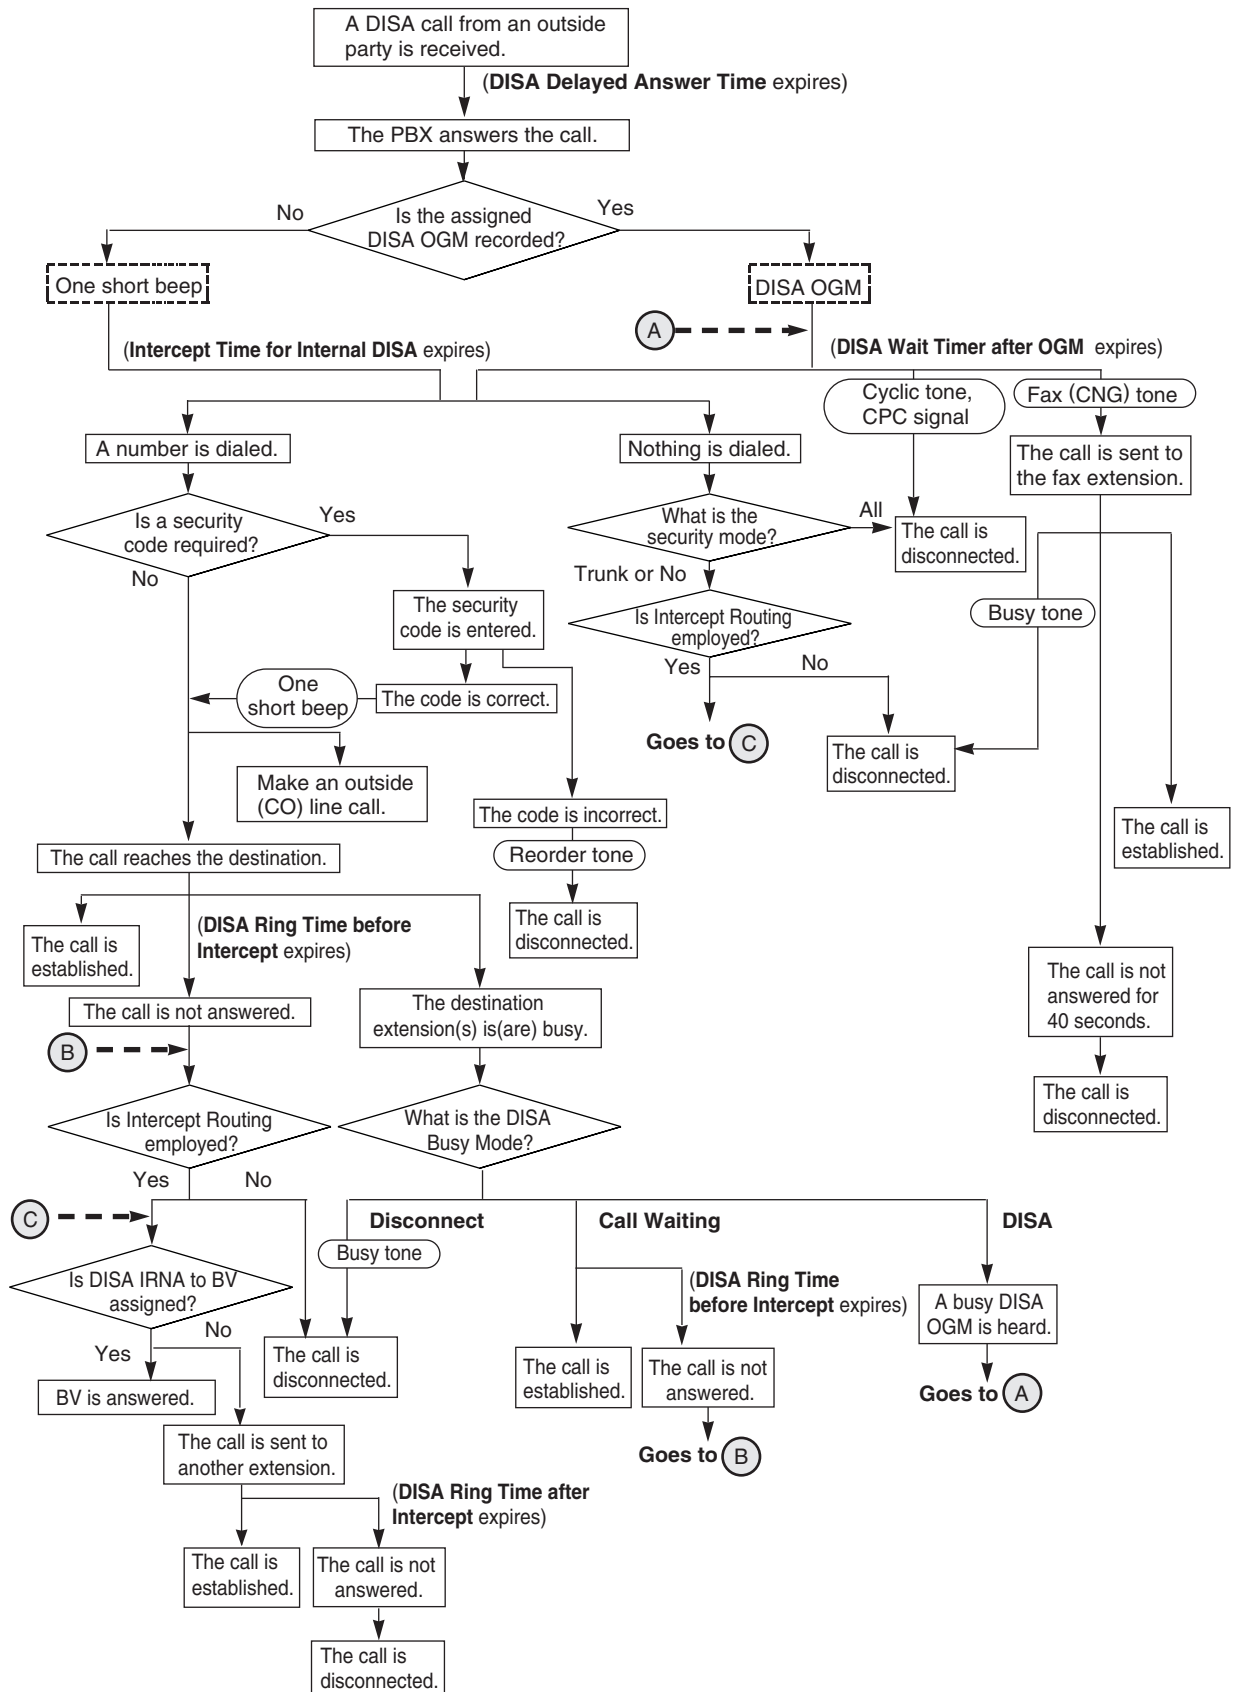 A DISA call from an outside
party is received.
(DISA Delayed Answer Time expires)
The PBX answers the call.
No
Is the assigned
DISA OGM recorded?
Yes
One short beep
DISA OGM
A
(Intercept Time for Internal DISA expires)
(DISA Wait Timer after OGM expires)
Cyclic tone,
CPC signal
Fax (CNG) tone
A number is dialed.
Nothing is dialed.
The call is sent to
the fax extension.
Is a security
code required?
Yes
No
What is the
security mode?
All
The call is
disconnected.
Trunk or No
The security
code is entered.
Is Intercept Routing
employed?
Busy tone
Yes
No
One
short beep
The code is correct.
Goes to C
The call is
disconnected.
Make an outside
(CO) line call.
The code is incorrect.
The call is
established.
The call reaches the destination.
Reorder tone
The call is
disconnected.
(DISA Ring Time before
Intercept expires)
The call is
established.
The call is not answered.
The destination
extension(s) is(are) busy.
The call is not
answered for
40 seconds.
B
The call is
disconnected.
Is Intercept Routing
employed?
What is the DISA
Busy Mode?
Yes
No
C
Disconnect
Call Waiting
DISA
Busy tone
Is DISA IRNA to BV
assigned?
(DISA Ring Time
before Intercept expires)
A busy DISA
OGM is heard.
No
Yes
The call is
disconnected.
The call is
established.
The call is not
answered.
BV is answered.
Goes to A
The call is sent to
another extension.
Goes to B
(DISA Ring Time after
Intercept expires)
The call is
established.
The call is not
answered.
The call is
disconnected.